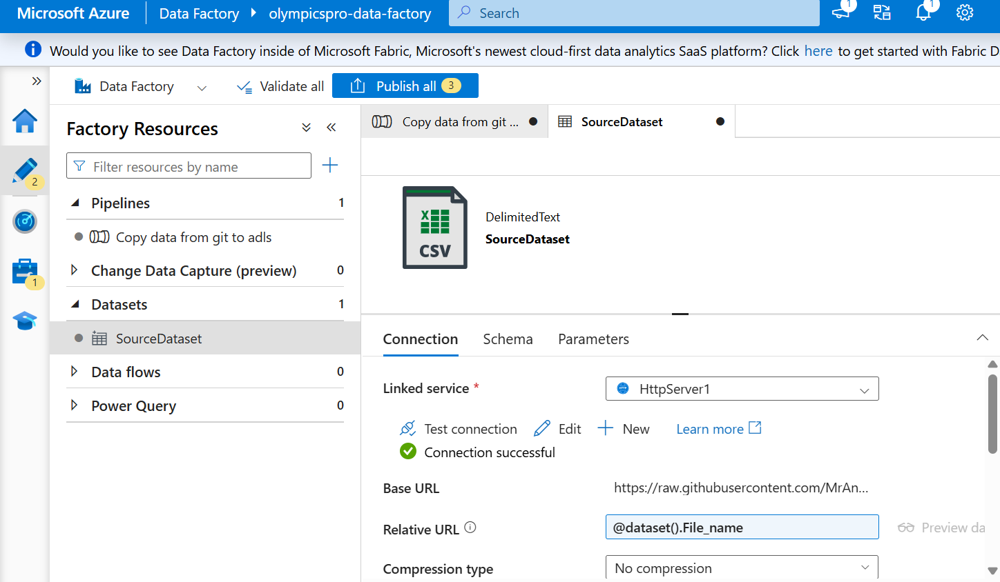 Microsoft Azure
Data Factory
olympicspro-data-factory
Search
1
1
Would you like to see Data Factory inside of Microsoft Fabric, Microsoft's newest cloud-first data analytics SaaS platform? Click here to get started with Fabric D
Data Factory
Validate all
Publish all
3
Factory Resources
Filter resources by name
2
1
Pipelines 1
Copy data from git to adls
Change Data Capture (preview) 0
Datasets 1
SourceDataset
Data flows 0
Power Query 0
Copy data from git ...
SourceDataset
CSV
DelimitedText
SourceDataset
Connection
Schema
Parameters
Linked service *
HttpServer1
Test connection
Edit
New
Learn more
Connection successful
Base URL
https://raw.githubusercontent.com/MrAn...
Relative URL
@dataset().File_name
Preview da
Compression type
No compression